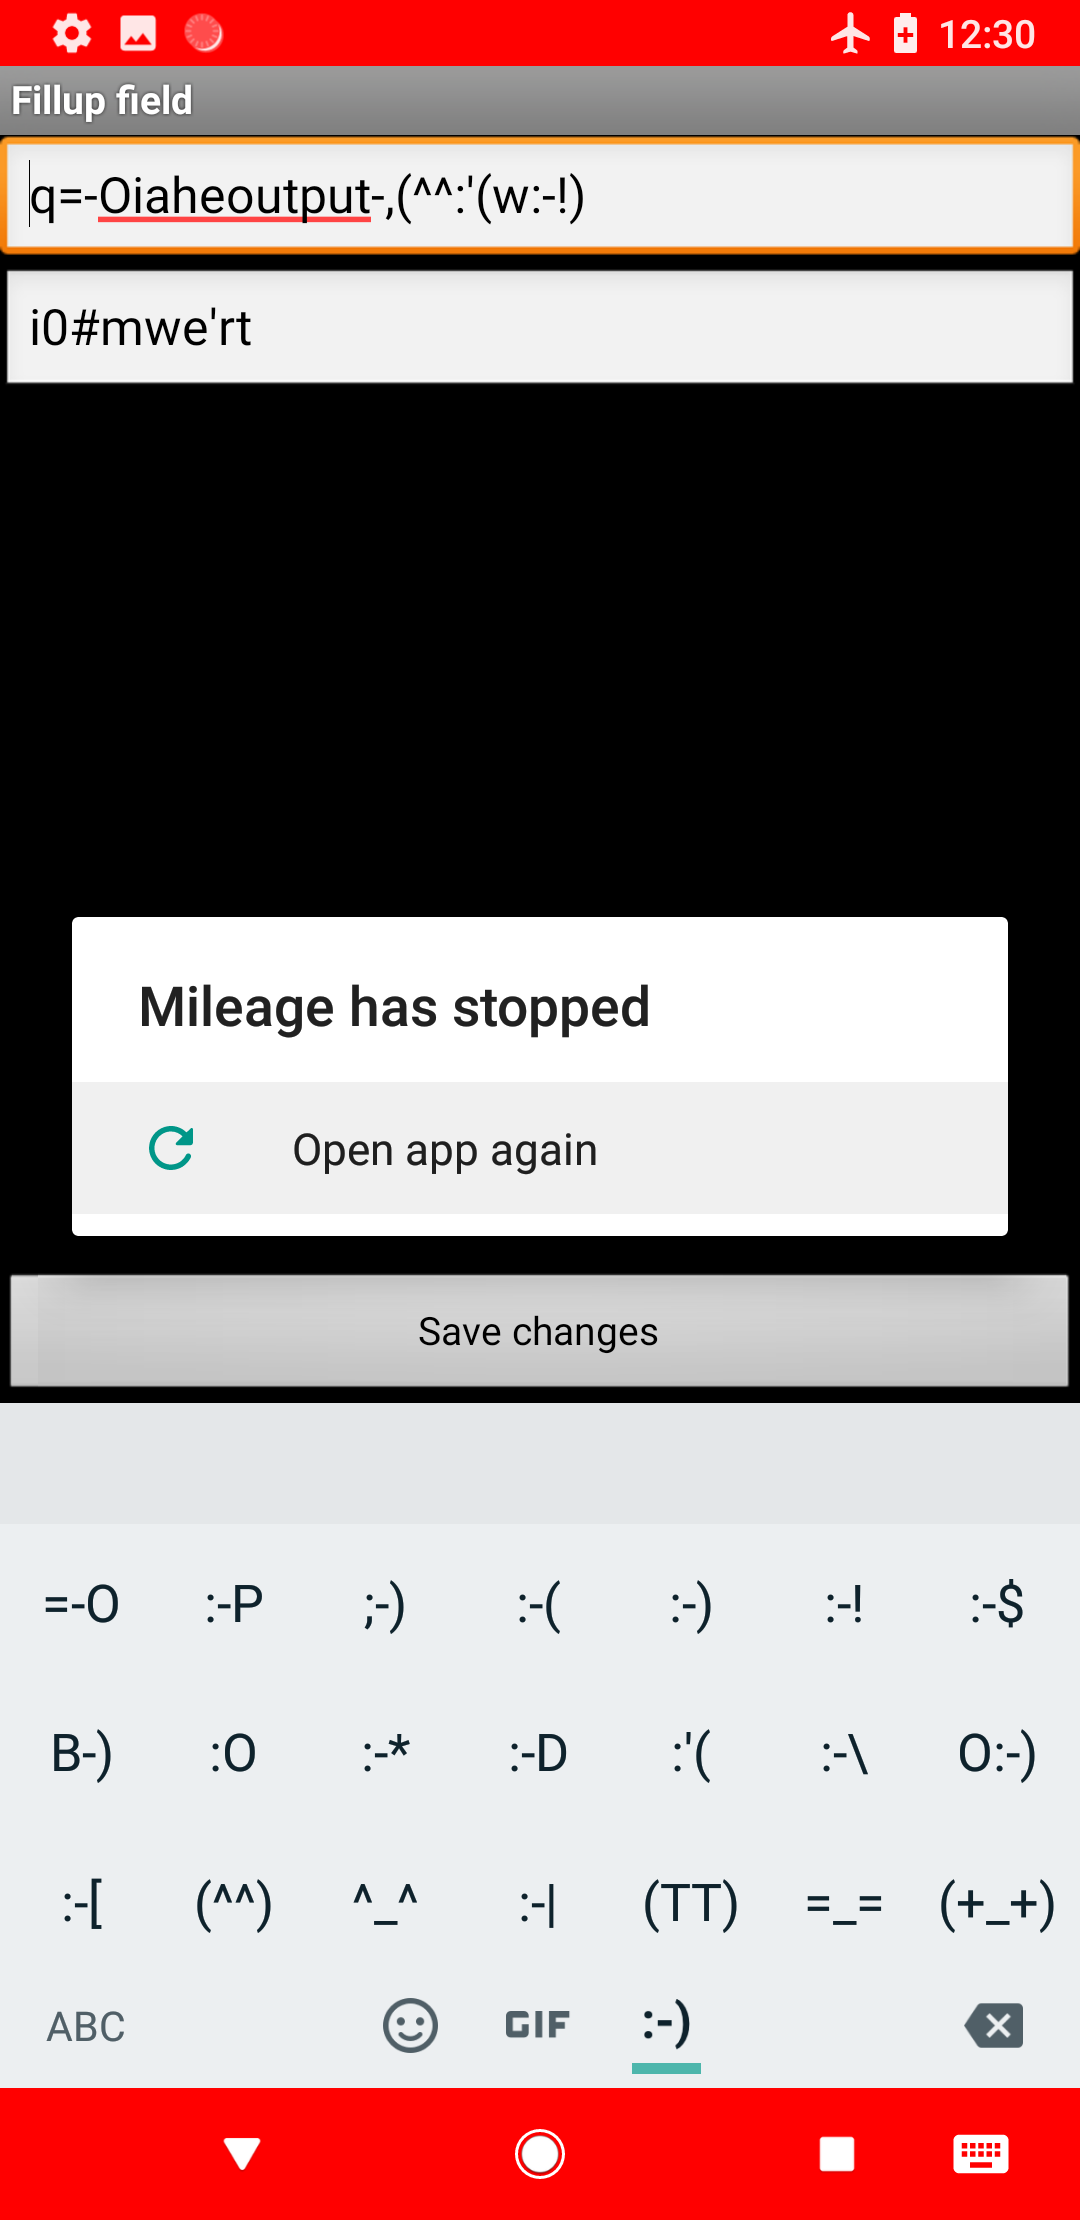 12:30
Fillup field
q=-Oiaheoutput-,(^^:'(w:-!)
i0#mwe'rt
Mileage has stopped
Open app again
Save changes
=-O :-P ;-) :-( :-) :-! :-$
B-) :O :-* :-D :'( :-\ O:-)
:-[ (^^) ^_^ :-| (TT) =_= (+_+)
ABC GIF :-)